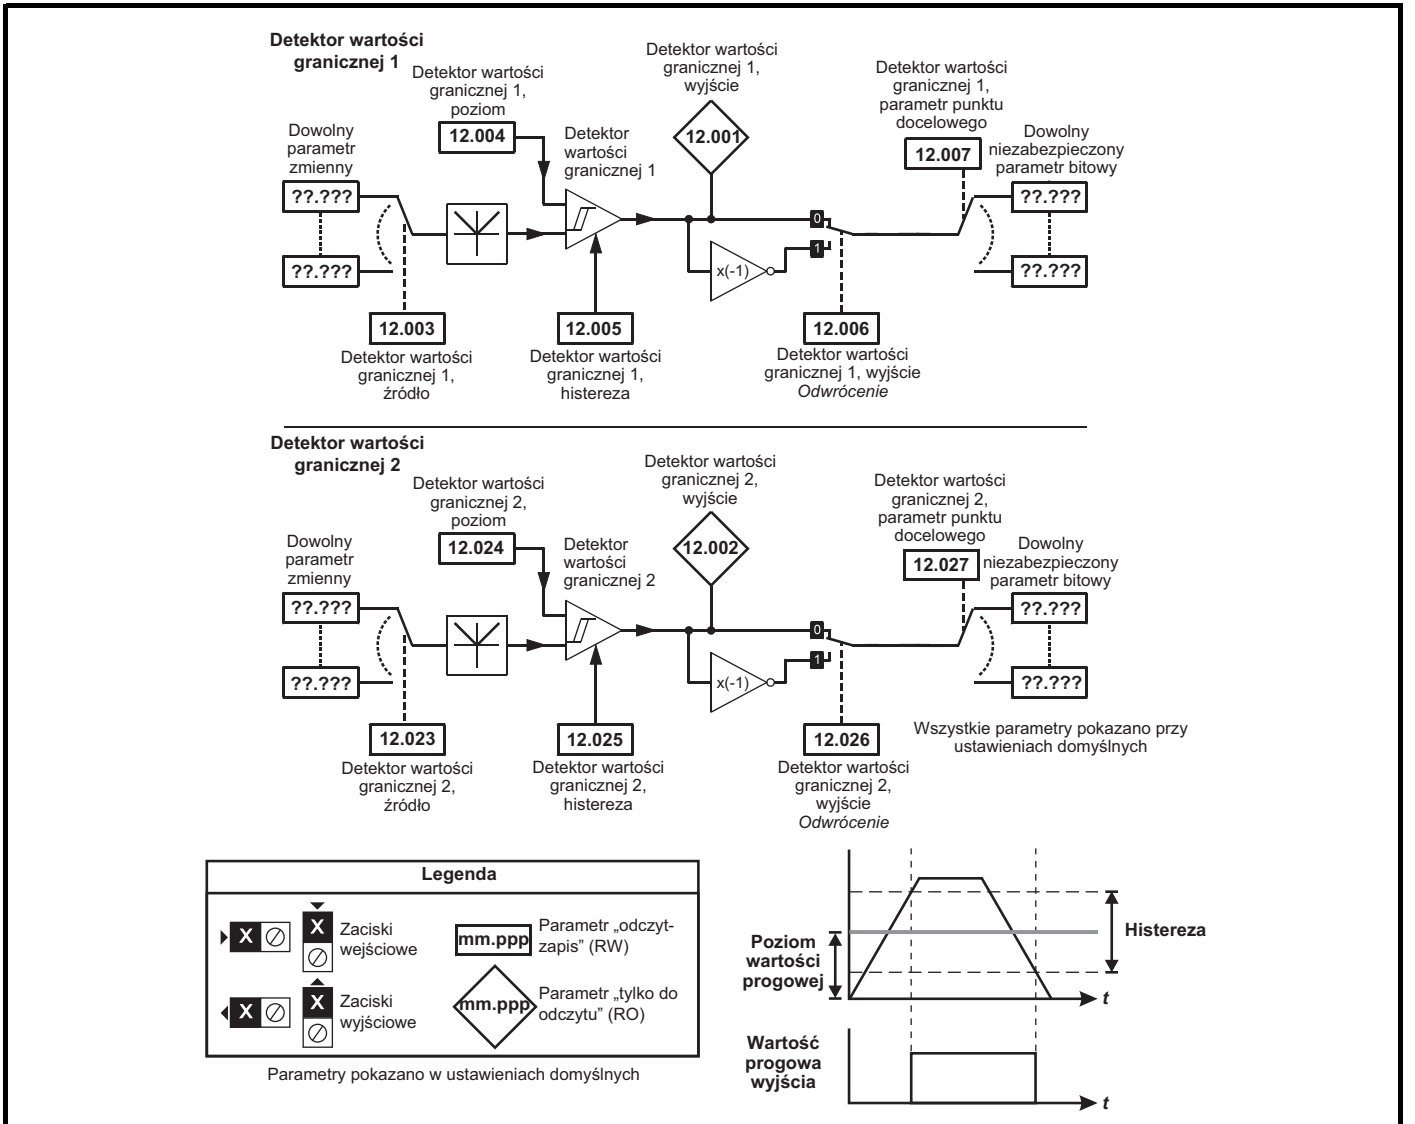 Detektor wartości
granicznej 1
Detektor wartości
granicznej 1,
poziom
12.004
Dowolny
parametr
zmienny
??.???
??.???
12.003
Detektor wartości
granicznej 1,
źródło
Detektor
wartości
granicznej 1
12.005
Detektor wartości
granicznej 1,
histereza
Detektor wartości
granicznej 1,
wyjście
12.001
x(-1)
0
1
12.006
Detektor wartości
granicznej 1, wyjście
Odwrócenie
Detektor wartości
granicznej 1,
parametr punktu
docelowego
12.007
Dowolny
niezabezpieczony
parametr bitowy
??.???
??.???
Detektor wartości
granicznej 2
Detektor wartości
granicznej 2,
poziom
12.024
Dowolny
parametr
zmienny
??.???
??.???
12.023
Detektor wartości
granicznej 2,
źródło
Detektor
wartości
granicznej 2
12.025
Detektor wartości
granicznej 2,
histereza
Detektor wartości
granicznej 2,
wyjście
12.002
x(-1)
0
1
12.026
Detektor wartości
granicznej 2,
wyjście
Odwrócenie
Detektor wartości
granicznej 2,
parametr punktu
docelowego
12.027
Dowolny
niezabezpieczony
parametr bitowy
??.???
??.???
Wszystkie parametry pokazano przy
ustawieniach domyślnych
Legenda
X
X
Zaciski
wejściowe
mm.ppp
Parametr „odczyt-
zapis” (RW)
X
X
Zaciski
wyjściowe
mm.ppp
Parametr „tylko do
odczytu” (RO)
Parametry pokazano w ustawieniach domyślnych
Poziom
wartości
progowej
Histereza
t
Wartość
progowa
wyjścia
t